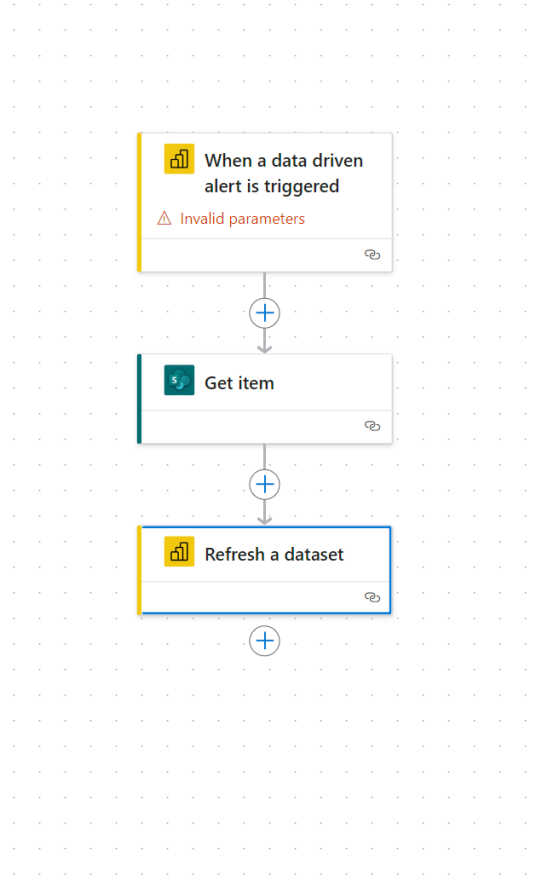 When a data driven
alert is triggered
Invalid parameters
S
Get item
Refresh a dataset